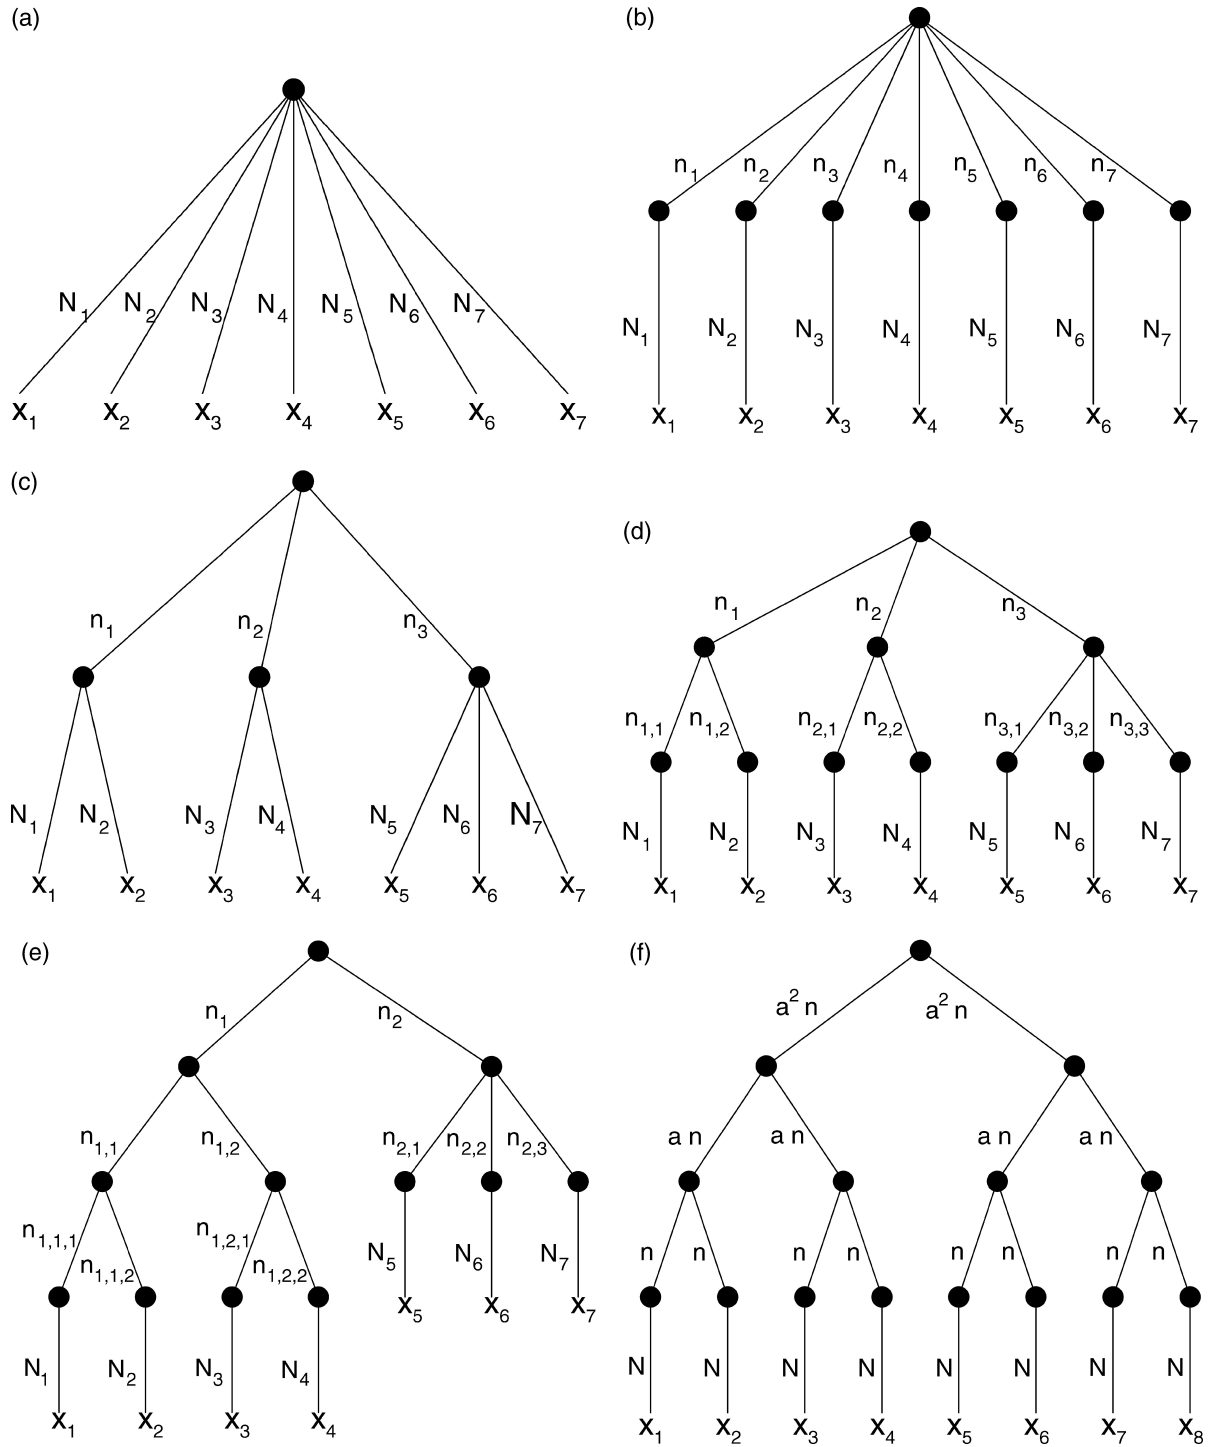 (a)
N₁ N₂ N₃ N₄ N₅ N₆ N₇
x₁ x₂ x₃ x₄ x₅ x₆ x₇
(b)
n₁ n₂ n₃ n₄ n₅ n₆ n₇
N₁ N₂ N₃ N₄ N₅ N₆ N₇
x₁ x₂ x₃ x₄ x₅ x₆ x₇
(c)
n₁ n₂ n₃
N₁ N₂ N₃ N₄ N₅ N₆ N₇
x₁ x₂ x₃ x₄ x₅ x₆ x₇
(d)
n₁ n₂ n₃
n₁,₁ n₁,₂ n₂,₁ n₂,₂ n₃,₁ n₃,₂ n₃,₃
N₁ N₂ N₃ N₄ N₅ N₆ N₇
x₁ x₂ x₃ x₄ x₅ x₆ x₇
(e)
n₁ n₂
n₁,₁ n₁,₂ n₂,₁ n₂,₂ n₂,₃
n₁,₁,₁ n₁,₁,₂ n₁,₂,₁ n₁,₂,₂ N₅ N₆ N₇
x₅ x₆ x₇
N₁ N₂ N₃ N₄
x₁ x₂ x₃ x₄
(f)
a² n a² n
a n a n a n a n
n n n n n n n n
N N N N N N N N
x₁ x₂ x₃ x₄ x₅ x₆ x₇ x₈